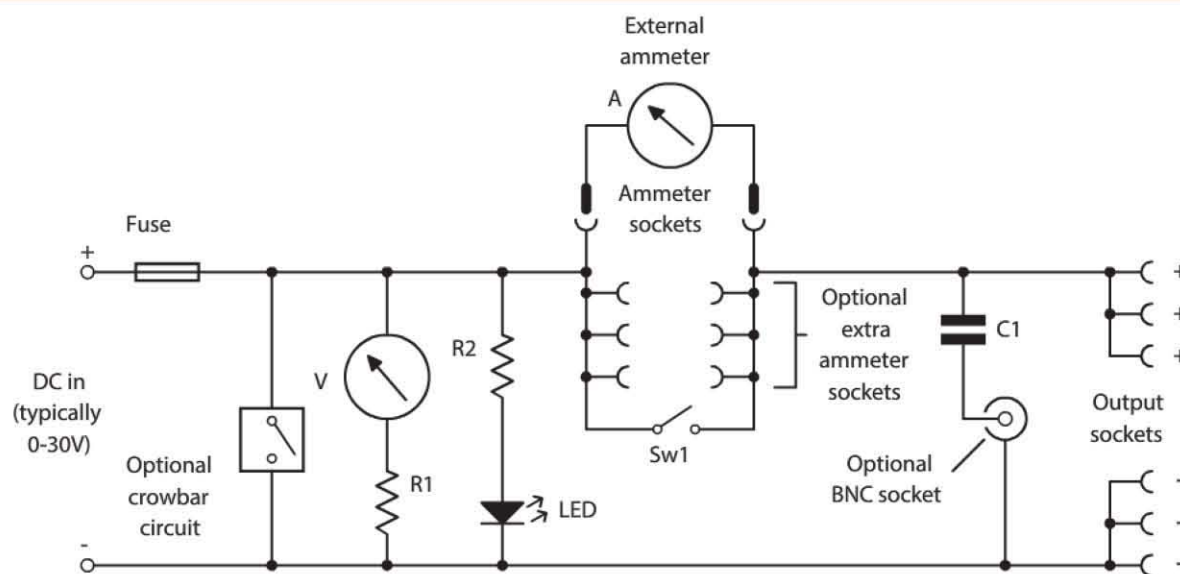 External
ammeter
A
Ammeter
sockets
Fuse
+
+
+
+
Optional
extra
ammeter
sockets
C1
R2
V
DC in
(typically
0-30V)
Output
sockets
Sw1
Optional
crowbar
circuit
R1
LED
Optional
BNC socket
-
-
-
-